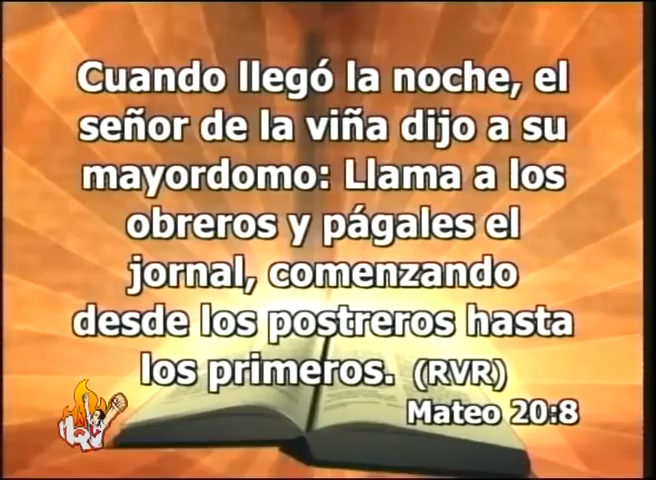 Cuando llegó la noche, el
señor de la viña dijo a su
mayordomo: Llama a los
obreros y págales el
jornal, comenzando
desde los postreros hasta
los primeros. (RVR)
Mateo 20:8